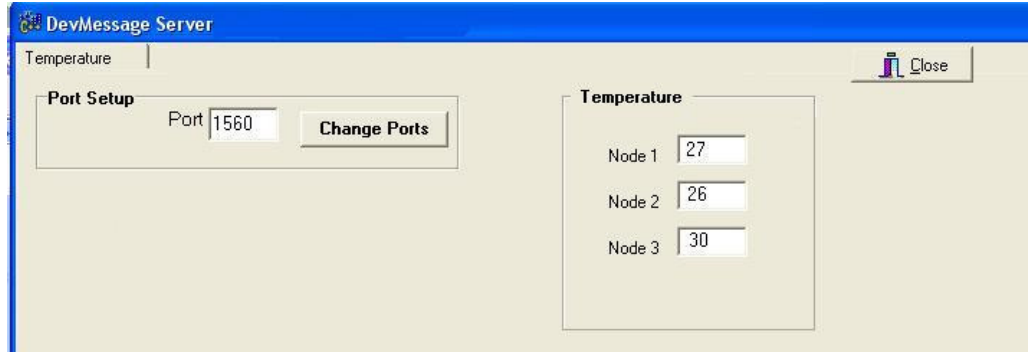 DevMessage Server
Temperature
Close
Port Setup
Port 1560
Change Ports
Temperature
Node 1 27
Node 2 26
Node 3 30